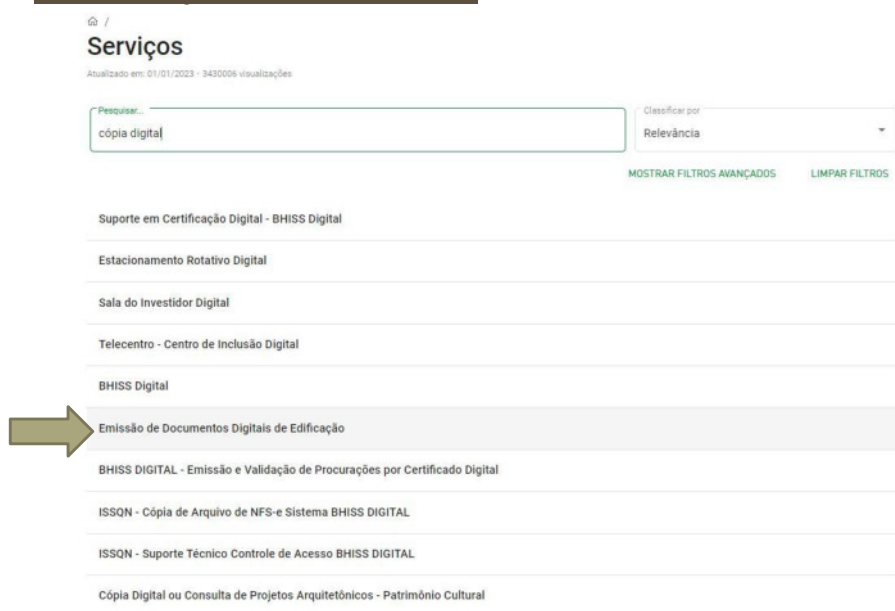 /
Serviços
Atualizado em: 01/01/2023 - 3430006 visualizações
Pesquisar...
cópia digital
Classificar por
Relevância
MOSTRAR FILTROS AVANÇADOS LIMPAR FILTROS
Suporte em Certificação Digital - BHISS Digital
Estacionamento Rotativo Digital
Sala do Investidor Digital
Telecentro - Centro de Inclusão Digital
BHISS Digital
Emissão de Documentos Digitais de Edificação
BHISS DIGITAL - Emissão e Validação de Procurações por Certificado Digital
ISSQN - Cópia de Arquivo de NFS-e Sistema BHISS DIGITAL
ISSQN - Suporte Técnico Controle de Acesso BHISS DIGITAL
Cópia Digital ou Consulta de Projetos Arquitetônicos - Patrimônio Cultural